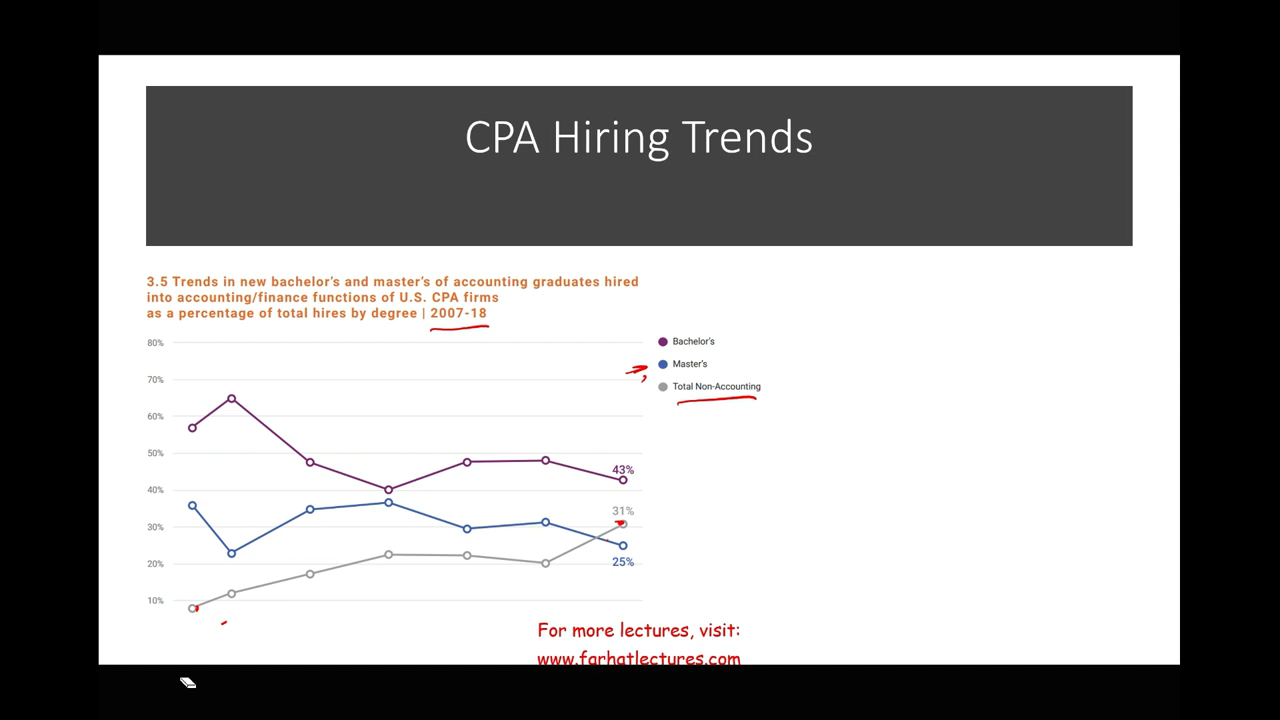 CPA Hiring Trends
3.5 Trends in new bachelor's and master's of accounting graduates hired
into accounting/finance functions of U.S. CPA firms
as a percentage of total hires by degree | 2007-18
80%
70%
60%
50%
40%
30%
20%
10%
Bachelor's
Master's
Total Non-Accounting
43%
31%
25%
For more lectures, visit:
www.farhatlectures.com